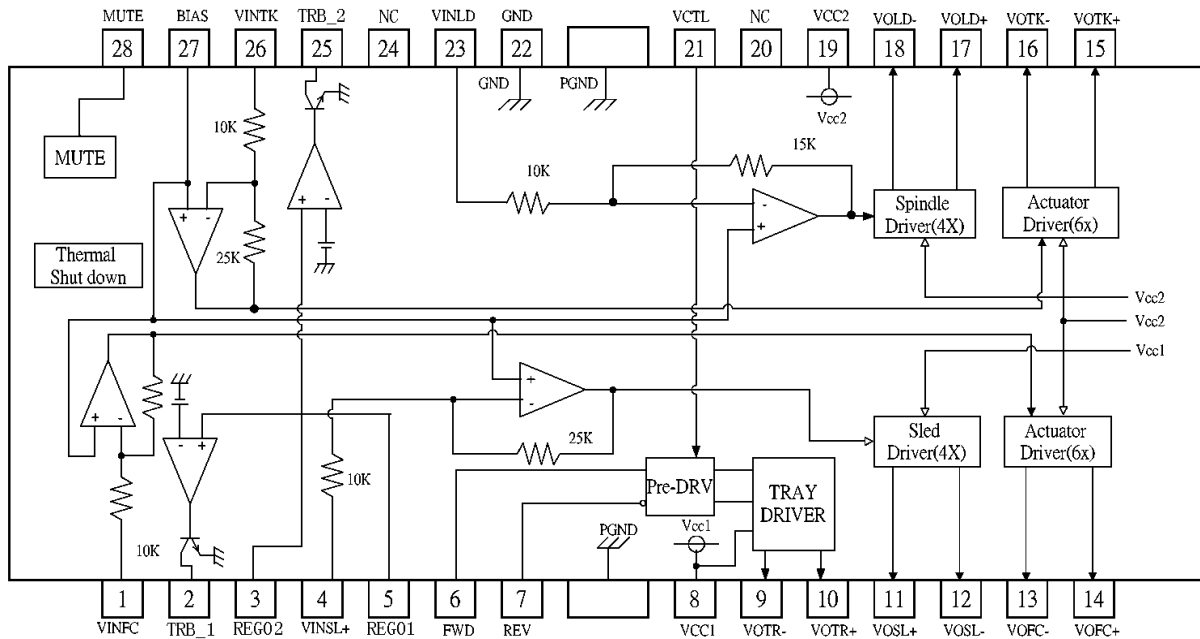 MUTE BIAS VINTK TRB_2 NC VINLD GND VCTL NC VCC2 VOLD- VOLD+ VOTK- VOTK+
28 27 26 25 24 23 22 21 20 19 18 17 16 15
GND PGND
Vcc2
10K
15K
MUTE
10K
+ -
+ -
-
+
Spindle
Driver(4X)
Actuator
Driver(6x)
Thermal
Shut down
25K
Vcc2
Vcc2
Vcc1
+
-
+ -
- +
25K
Sled
Driver(4X)
Actuator
Driver(6x)
10K
Pre-DRV
TRAY
DRIVER
PGND
Vcc1
10K
1 2 3 4 5 6 7 8 9 10 11 12 13 14
VINFC TRB_1 REGO2 VINSL+ REGO1 FWD REV VCC1 VOTR- VOTR+ VOSL+ VOSL- VOFC- VOFC+